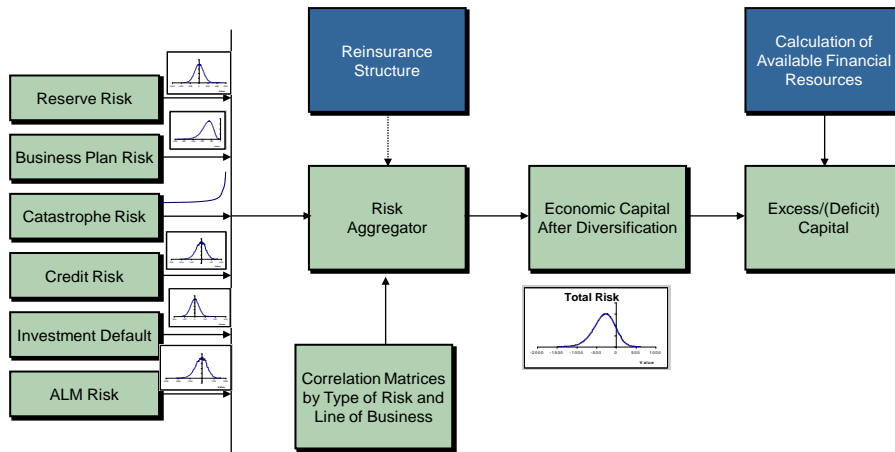 Reinsurance
Structure
Calculation of
Available Financial
Resources
Reserve Risk
Business Plan Risk
Catastrophe Risk
Credit Risk
Investment Default
ALM Risk
Risk
Aggregator
Economic Capital
After Diversification
Excess/(Deficit)
Capital
Total Risk
-2000 -1500 -1000 -500 0 500 1000
Value
Correlation Matrices
by Type of Risk and
Line of Business